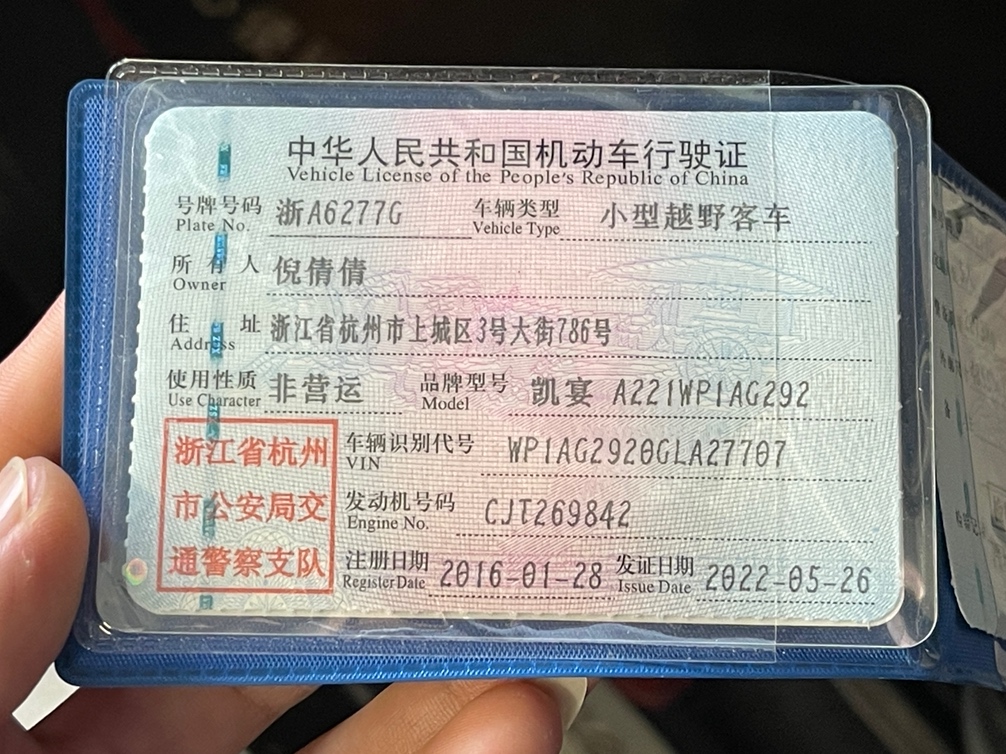 中华人民共和国机动车行驶证
Vehicle License of the People's Republic of China
号牌号码 浙A6277G 车辆类型 小型越野客车
Plate No. Vehicle Type
所有人 倪倩倩
Owner
住址 浙江省杭州市上城区3号大街786号
Address
使用性质 非营运 品牌型号 凯宴 A221WP1AG292
Use Character Model
浙江省杭州
市公安局交
通警察支队
车辆识别代号 WP1AG2920GLA27707
VIN
发动机号码 CJT269842
Engine No.
注册日期 2016-01-28 发证日期 2022-05-26
Register Date Issue Date